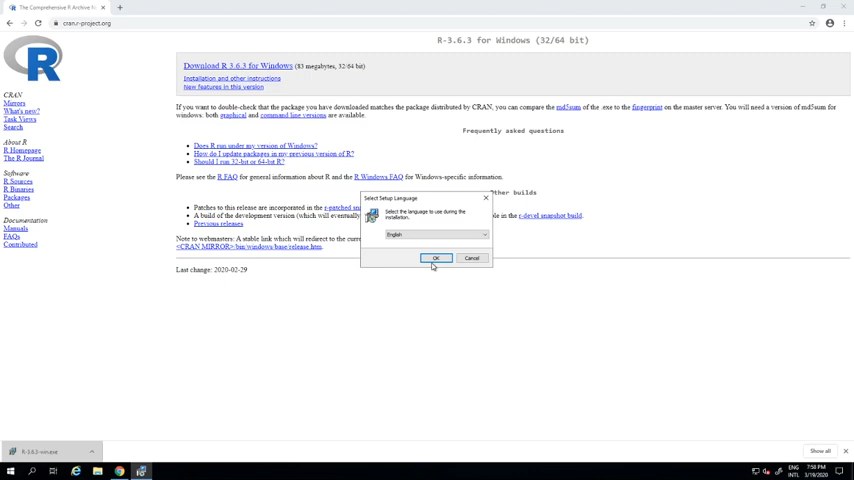 The Comprehensive R Archive N
cran.r-project.org
R-3.6.3 for Windows (32/64 bit)
Download R 3.6.3 for Windows (83 megabytes, 32/64 bit)
Installation and other instructions
New features in this version
If you want to double-check that the package you have downloaded matches the package distributed by CRAN, you can compare the md5sum of the .exe to the fingerprint on the master server. You will need a version of md5sum for
windows: both graphical and command line versions are available.
Frequently asked questions
Does R run under my version of Windows?
How do I update packages in my previous version of R?
Should I run 32-bit or 64-bit R?
Please see the R FAQ for general information about R and the R Windows FAQ for Windows-specific information.
Other builds
Patches to this release are incorporated in the r-patched sna
A build of the development version (which will eventually
le in the r-devel snapshot build.
Previous releases
Note to webmasters: A stable link which will redirect to the curre
<CRAN MIRROR>/bin/windows/base/release.htm.
Last change: 2020-02-29
R
CRAN
Mirrors
What's new?
Task Views
Search
About R
R Homepage
The R Journal
Software
R Sources
R Binaries
Packages
Other
Documentation
Manuals
FAQs
Contributed
Select Setup Language
Select the language to use during the
installation.
English
OK
Cancel
R-3.6.3-win.exe
Show all
ENG
INTL
7:56 PM
3/19/2020